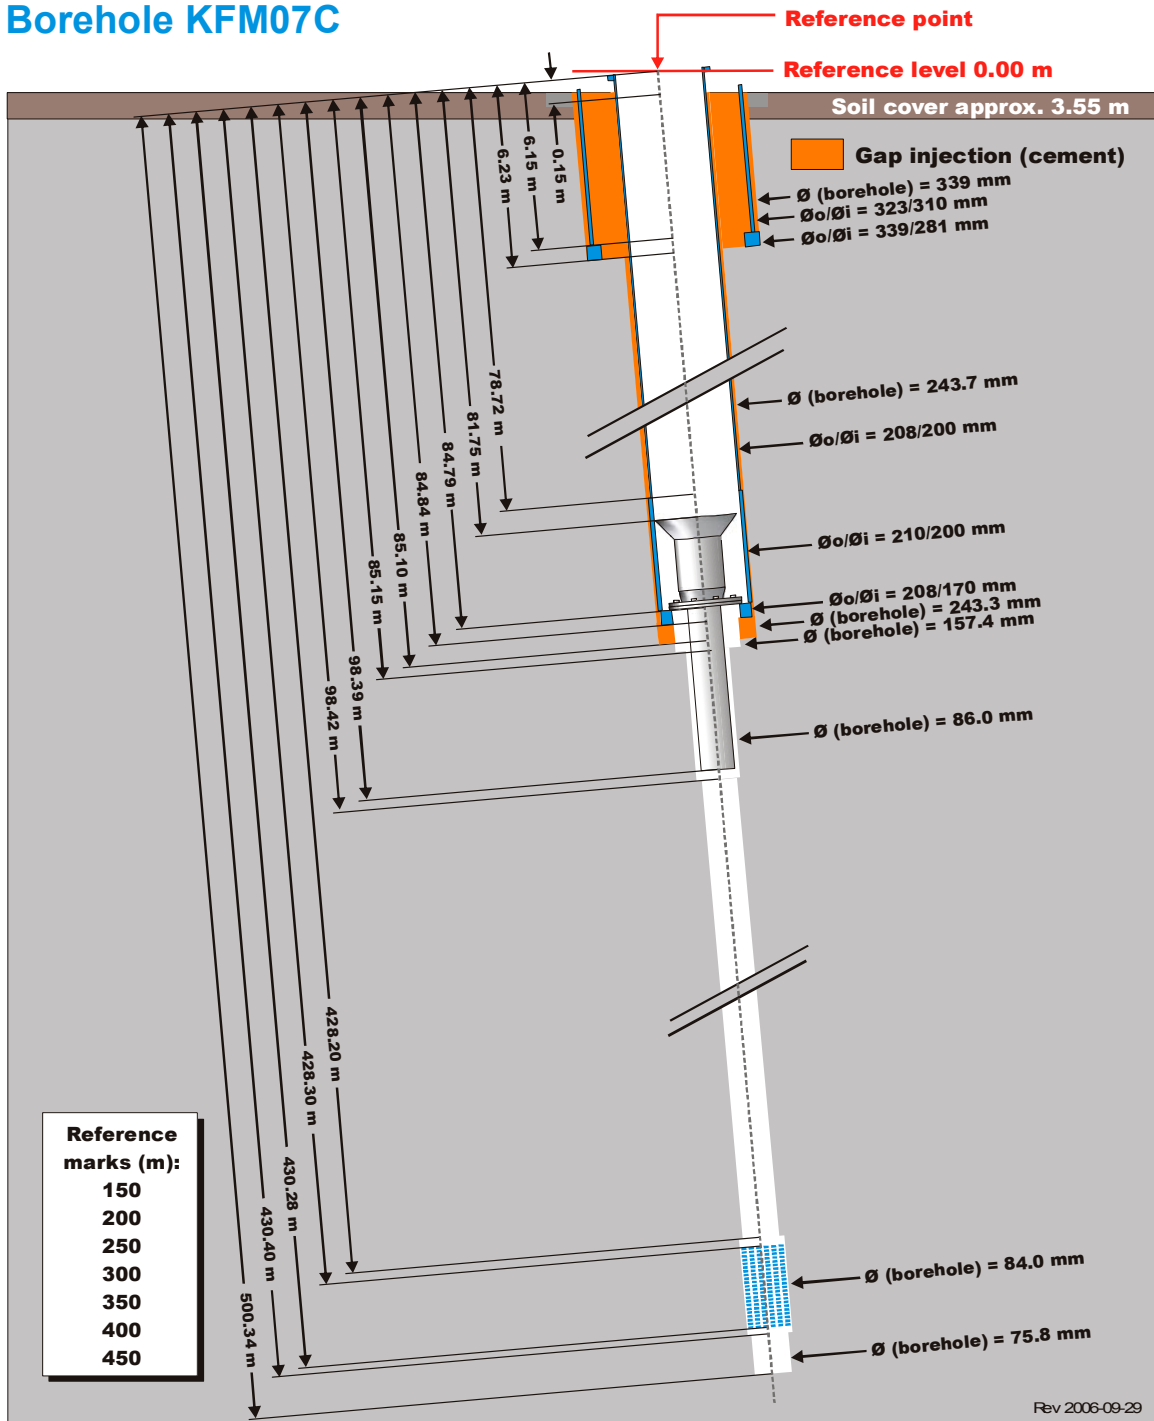 Borehole KFM07C
Reference point
Reference level 0.00 m
Soil cover approx. 3.55 m
Gap injection (cement)
Ø (borehole) = 339 mm
Øo/Øi = 323/310 mm
Øo/Øi = 339/281 mm
0.15 m
6.15 m
6.23 m
78.72 m
81.75 m
84.79 m
84.84 m
85.10 m
85.15 m
98.39 m
98.42 m
428.20 m
428.30 m
430.28 m
430.40 m
500.34 m
Ø (borehole) = 243.7 mm
Øo/Øi = 208/200 mm
Øo/Øi = 210/200 mm
Øo/Øi = 208/170 mm
Ø (borehole) = 243.3 mm
Ø (borehole) = 157.4 mm
Ø (borehole) = 86.0 mm
Ø (borehole) = 84.0 mm
Ø (borehole) = 75.8 mm
Reference
marks (m):
150
200
250
300
350
400
450
Rev 2006-09-29